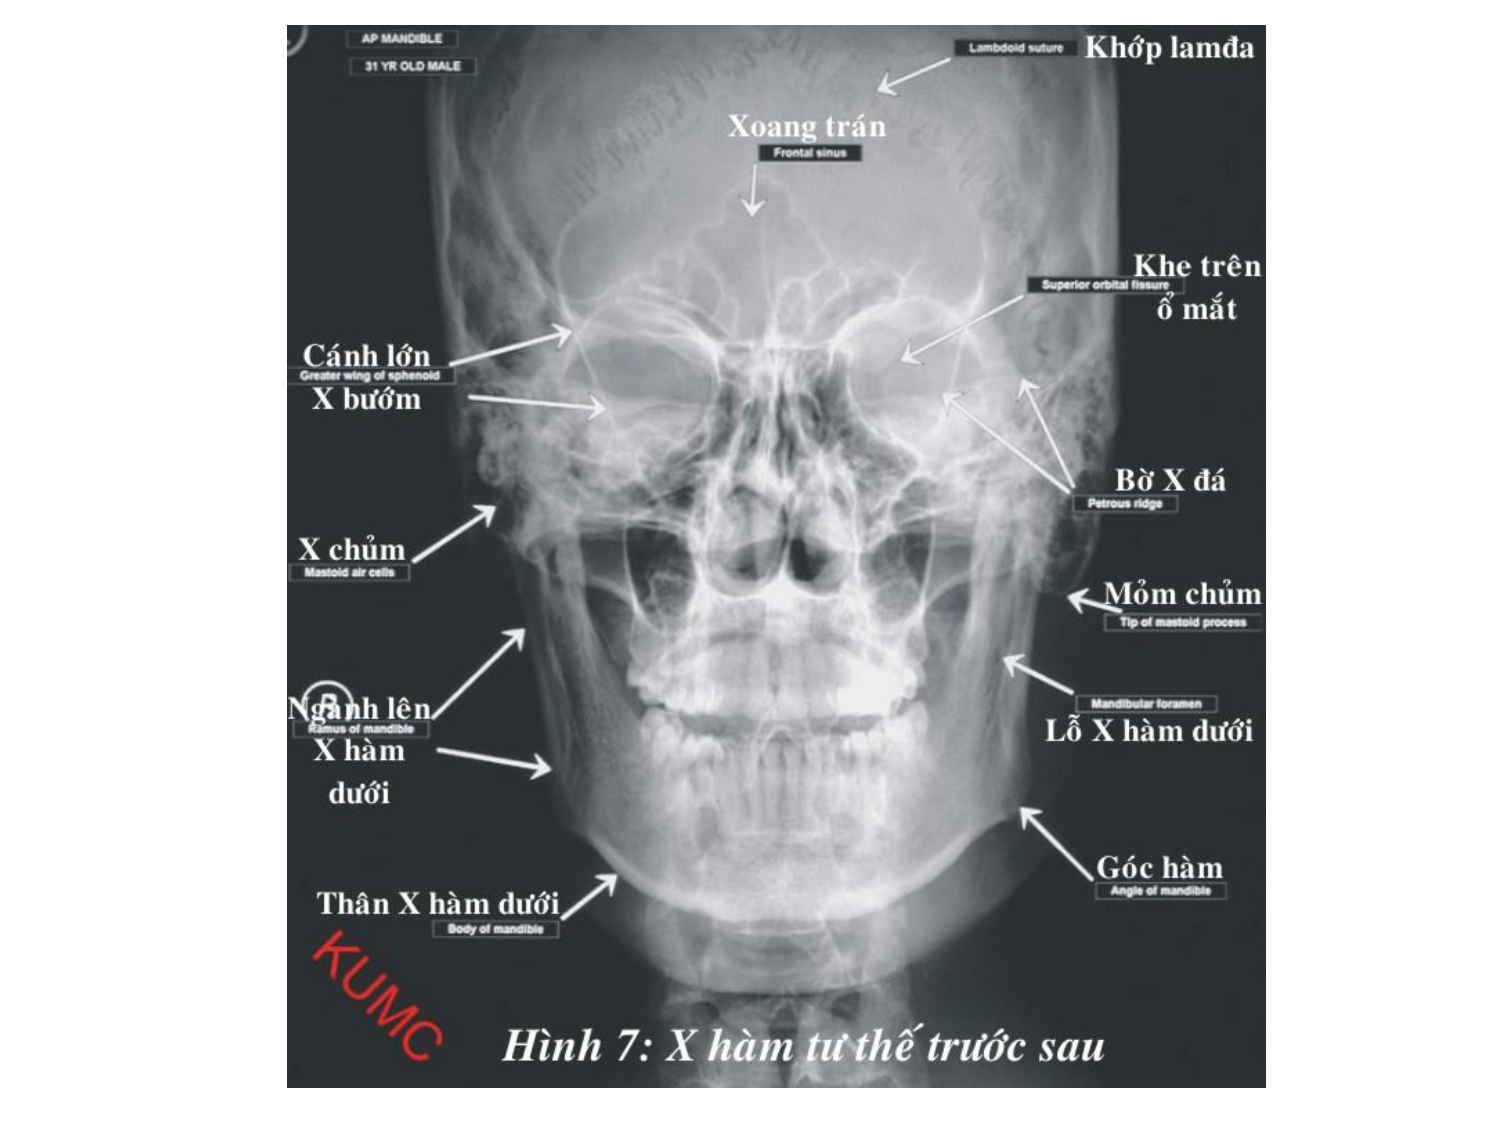 AP MANDIBLE
31 YR OLD MALE
Lambdoid suture
Khớp lamđa
Xoang trán
Frontal sinus
Khe trên
Superior orbital fissure
ổ mắt
Cánh lớn
Greater wing of sphenoid
X bướm
Bờ X đá
Petrous ridge
X chủm
Mastoid air cells
Mỏm chủm
Tip of mastoid process
R
Ngành lên
Ramus of mandible
X hàm
dưới
Mandibular foramen
Lỗ X hàm dưới
Góc hàm
Angle of mandible
Thân X hàm dưới
Body of mandible
KUMC
Hình 7: X hàm tư thế trước sau